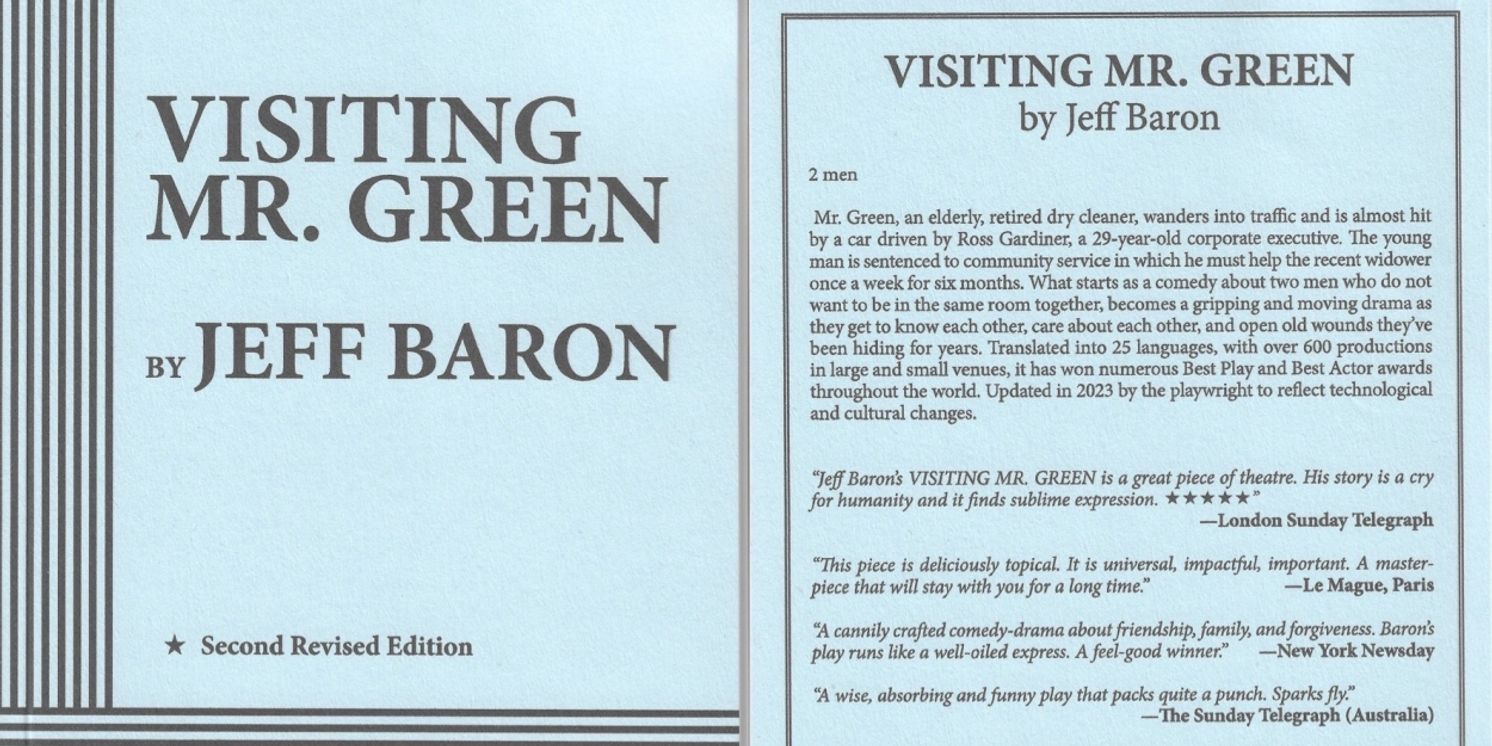 VISITING
MR. GREEN
BY JEFF BARON
★ Second Revised Edition
VISITING MR. GREEN
by Jeff Baron
2 men
Mr. Green, an elderly, retired dry cleaner, wanders into traffic and is almost hit
by a car driven by Ross Gardiner, a 29-year-old corporate executive. The young
man is sentenced to community service in which he must help the recent widower
once a week for six months. What starts as a comedy about two men who do not
want to be in the same room together, becomes a gripping and moving drama as
they get to know each other, care about each other, and open old wounds they’ve
been hiding for years. Translated into 25 languages, with over 600 productions
in large and small venues, it has won numerous Best Play and Best Actor awards
throughout the world. Updated in 2023 by the playwright to reflect technological
and cultural changes.
“Jeff Baron’s VISITING MR. GREEN is a great piece of theatre. His story is a cry
for humanity and it finds sublime expression. ★★★★★”
—London Sunday Telegraph
“This piece is deliciously topical. It is universal, impactful, important. A master-
piece that will stay with you for a long time.” —Le Mague, Paris
“A cannily crafted comedy-drama about friendship, family, and forgiveness. Baron’s
play runs like a well-oiled express. A feel-good winner.” —New York Newsday
“A wise, absorbing and funny play that packs quite a punch. Sparks fly.”
—The Sunday Telegraph (Australia)